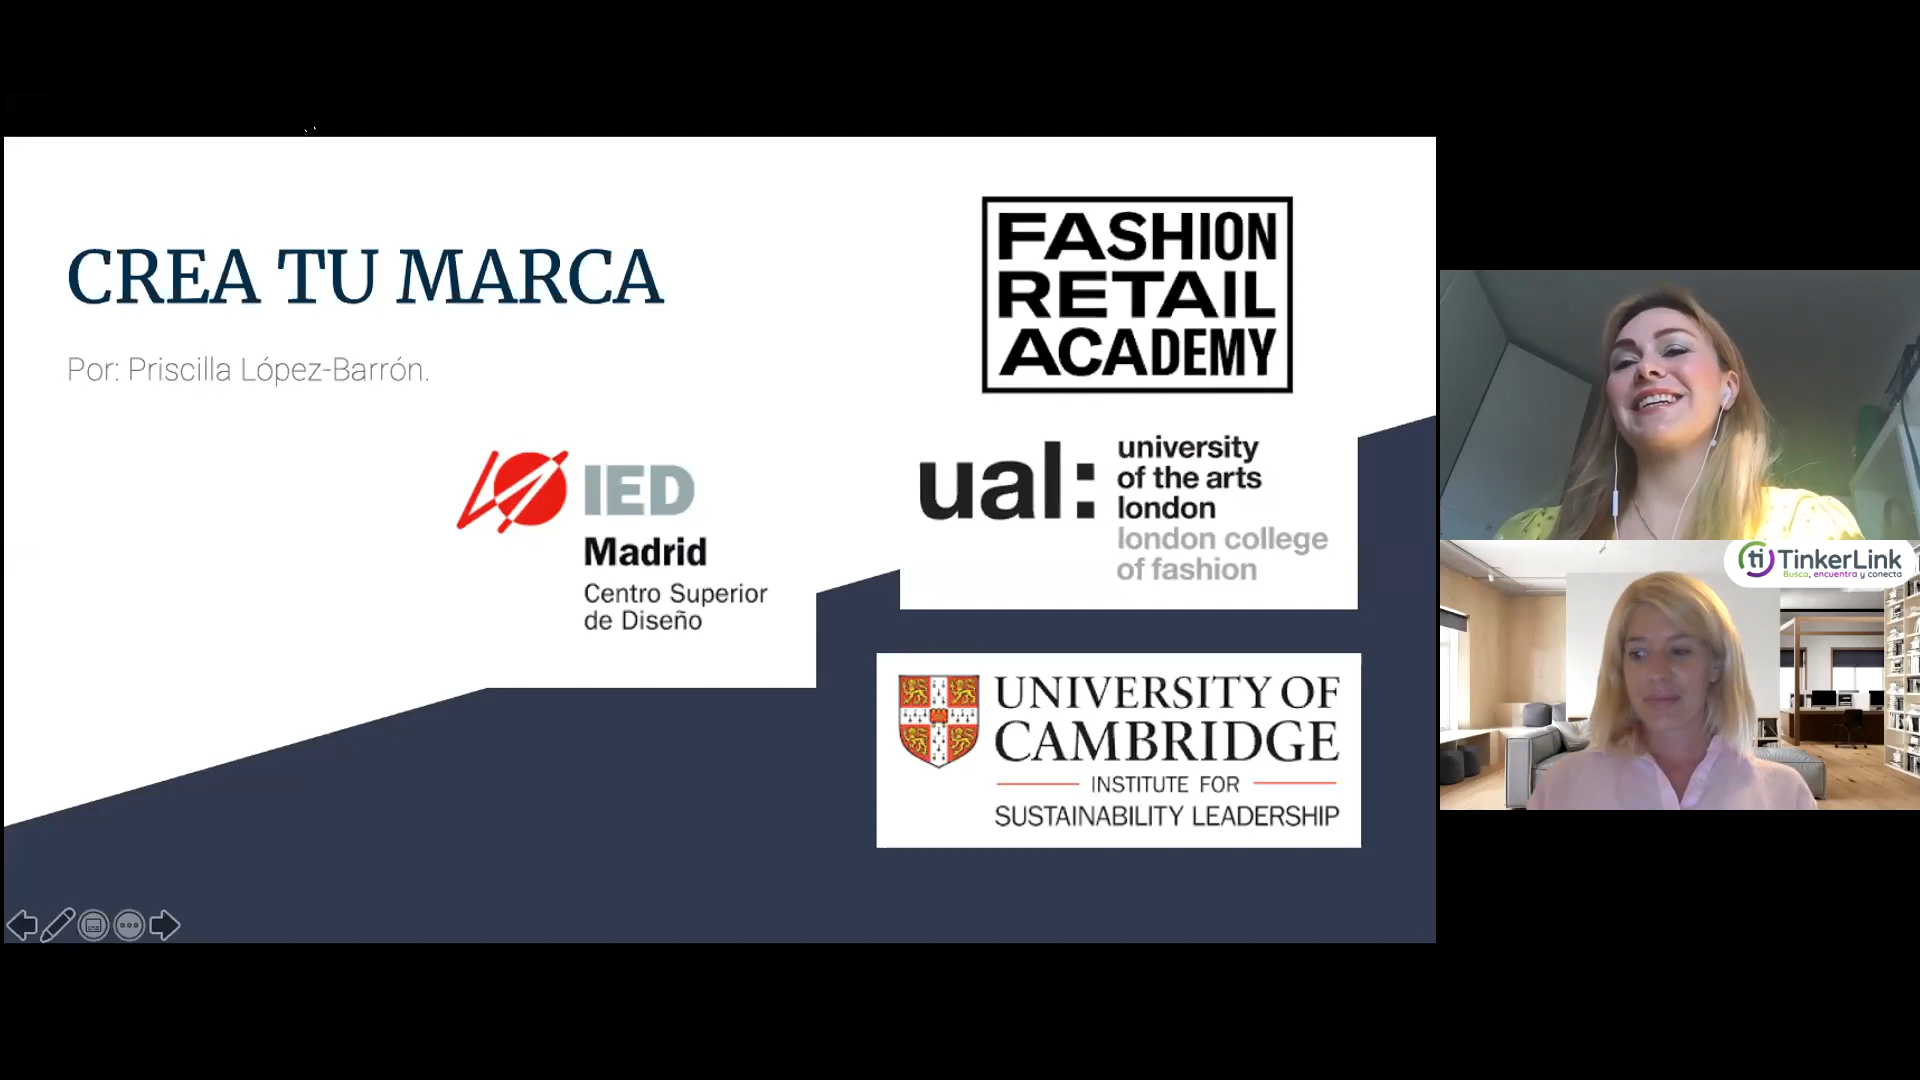 CREA TU MARCA
Por: Priscilla López-Barrón.
FASHION
RETAIL
ACADEMY
IED
Madrid
Centro Superior
de Diseño
ual:
university
of the arts
london
london college
of fashion
UNIVERSITY OF
CAMBRIDGE
INSTITUTE FOR
SUSTAINABILITY LEADERSHIP
ti TinkerLink
Busca, encuentra y conecta